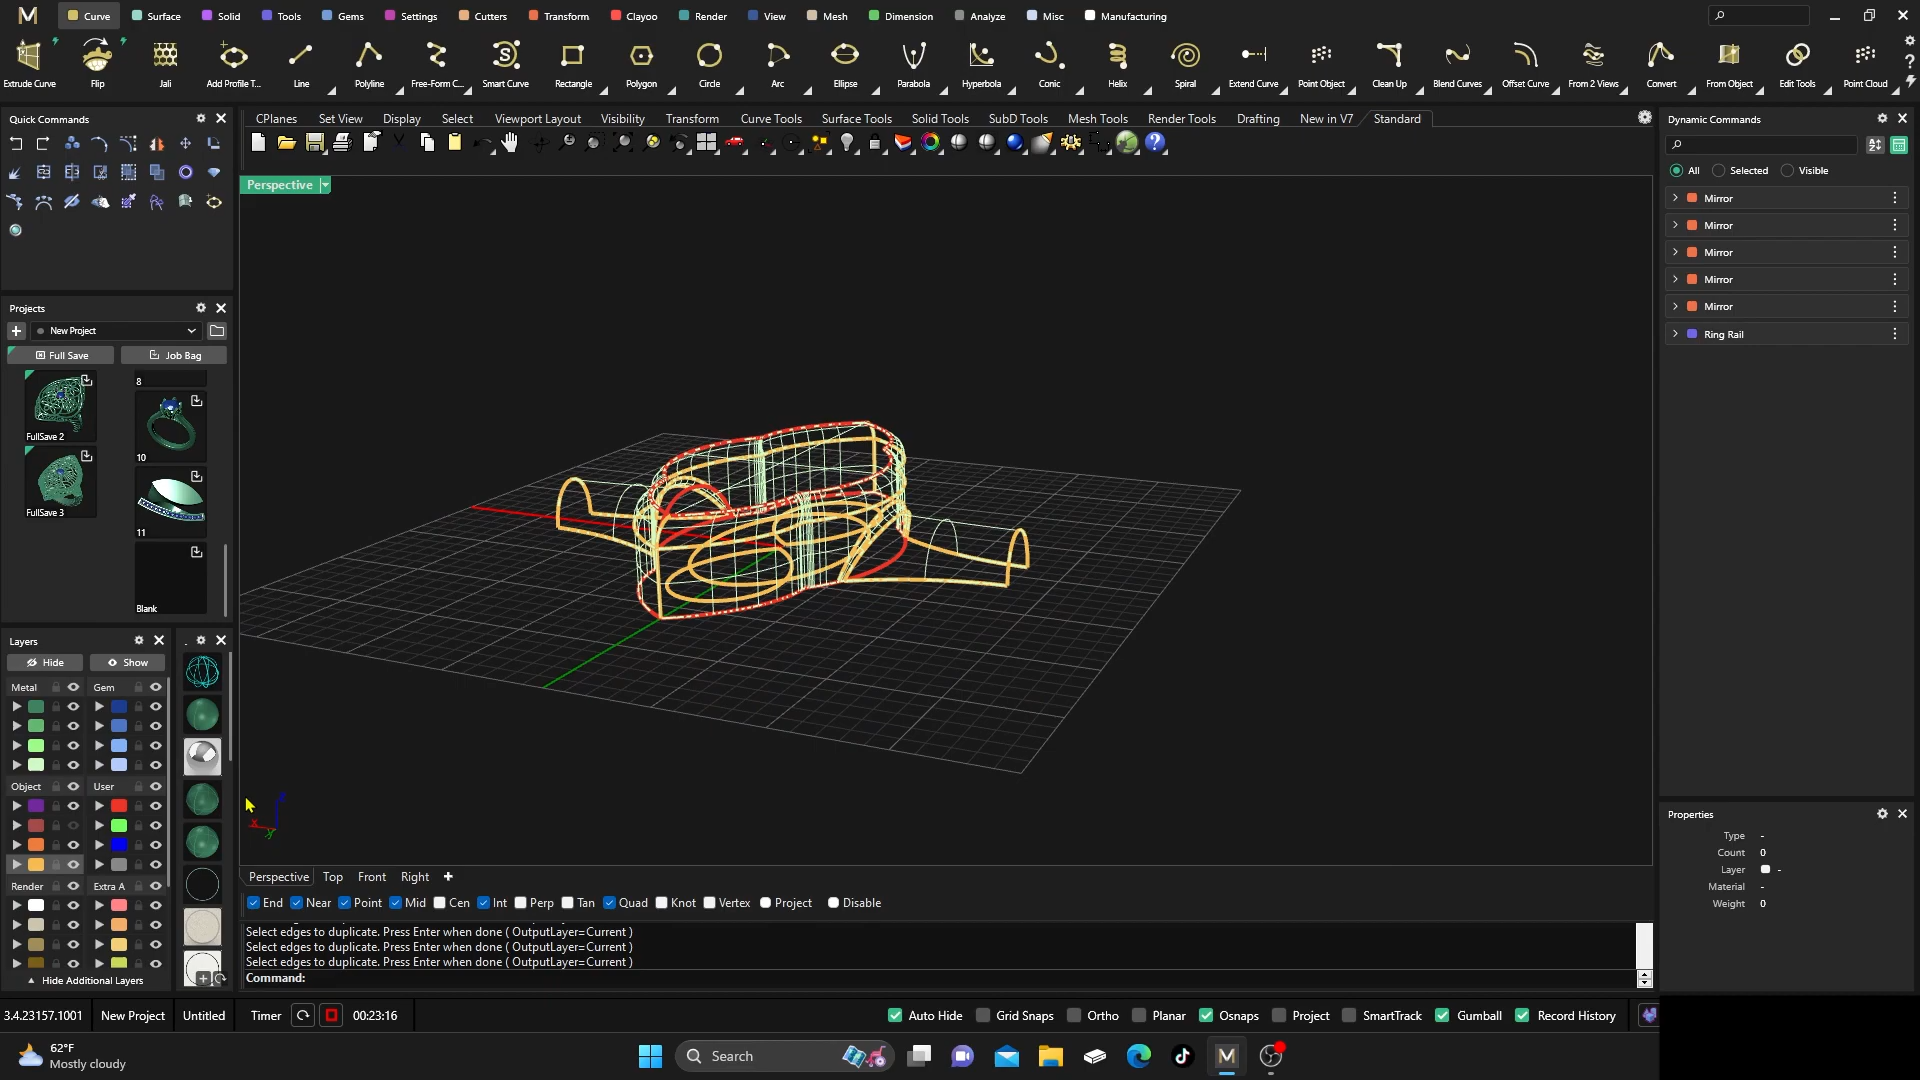 M Curve Surface Solid Tools Gems Settings Cutters Transform Clayoo Render View Mesh Dimension Analyze Misc Manufacturing
Extrude Curve Flip Jali Add Profile T... Line Polyline Free-Form C... Smart Curve Rectangle Polygon Circle Arc Ellipse Parabola Hyperbola Conic Helix Spiral Extend Curve Point Object Clean Up Blend Curves Offset Curve From 2 Views Convert From Object Edit Tools Point Cloud
Quick Commands
CPlanes Set View Display Select Viewport Layout Visibility Transform Curve Tools Surface Tools Solid Tools SubD Tools Mesh Tools Render Tools Drafting New in V7 Standard
Dynamic Commands
All Selected Visible
Perspective
Mirror
Mirror
Mirror
Mirror
Mirror
Ring Rail
Projects
New Project
Full Save Job Bag
8
FullSave 2
10
FullSave 3
11
Blank
Layers
Hide Show
Metal Gem
Object User
Render Extra A
Hide Additional Layers
x
y
z
Properties
Type -
Count 0
Layer -
Material -
Weight 0
Perspective Top Front Right
End Near Point Mid Cen Int Perp Tan Quad Knot Vertex Project Disable
Select edges to duplicate. Press Enter when done ( OutputLayer=Current )
Select edges to duplicate. Press Enter when done ( OutputLayer=Current )
Select edges to duplicate. Press Enter when done ( OutputLayer=Current )
Command:
3.4.23157.1001 New Project Untitled Timer 00:23:16 Auto Hide Grid Snaps Ortho Planar Osnaps Project SmartTrack Gumball Record History
62°F
Mostly cloudy
Search
M